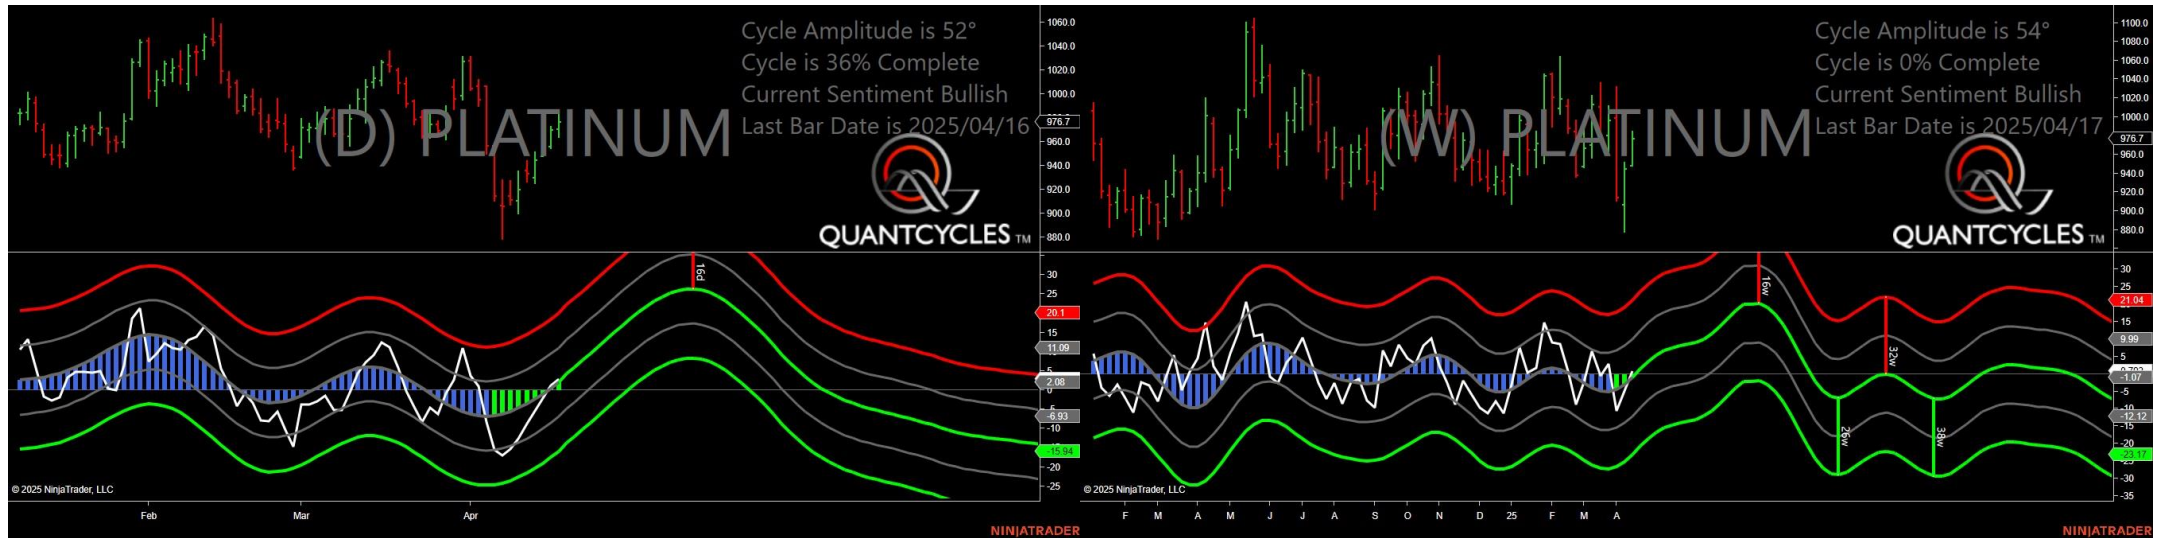 Cycle Amplitude is 52°
Cycle is 36% Complete
Current Sentiment Bullish
Last Bar Date is 2025/04/16
(D) PLATINUM
QUANTCYCLES TM
1060.0
1040.0
1020.0
1000.0
976.7
960.0
940.0
920.0
900.0
880.0
16d
30
25
20.1
15
11.09
5
2.08
0
-6.93
-10
-15.94
-20
-25
© 2025 NinjaTrader, LLC
Feb Mar Apr
NINJATRADER
Cycle Amplitude is 54°
Cycle is 0% Complete
Current Sentiment Bullish
Last Bar Date is 2025/04/17
(W) PLATINUM
QUANTCYCLES TM
1100.0
1080.0
1060.0
1040.0
1020.0
1000.0
976.7
960.0
940.0
920.0
900.0
880.0
16w
32w
26w
38w
30
25
21.04
15
9.99
5
-1.07
-5
-12.12
-15
-20
-23.17
-30
-35
© 2025 NinjaTrader, LLC
F M A M J J A S O N D 25 F M A
NINJATRADER